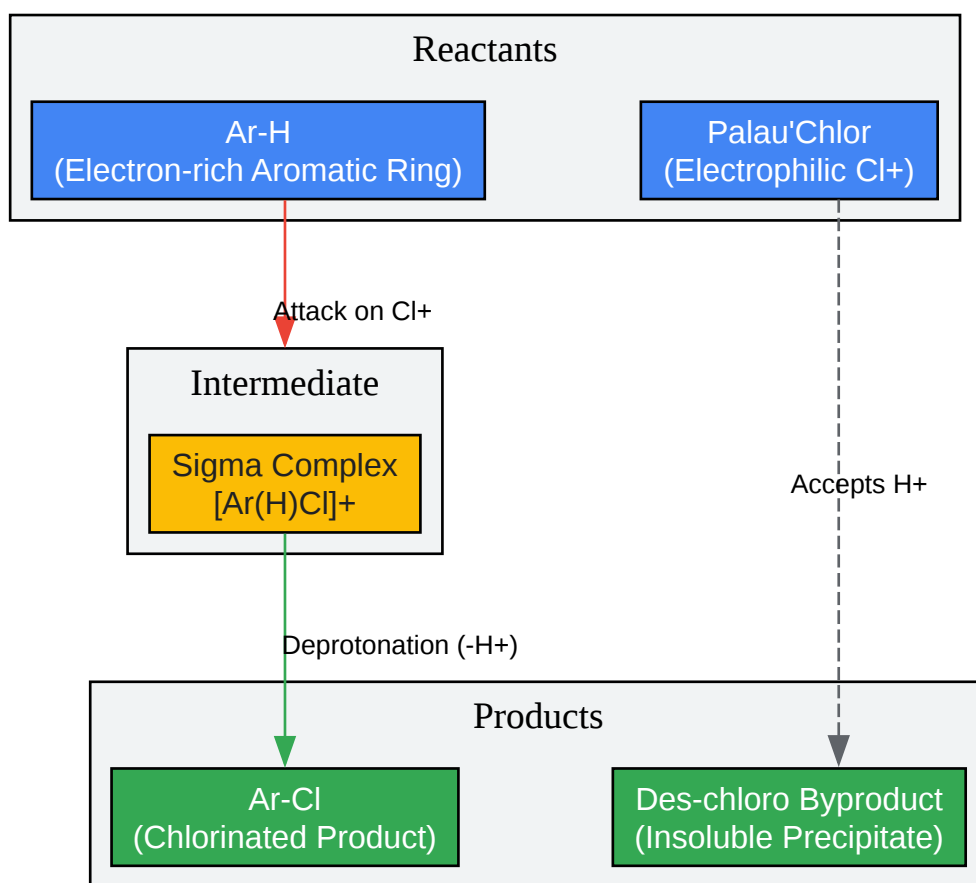 Reactants
Ar-H
(Electron-rich Aromatic Ring)
Palau'Chlor
(Electrophilic Cl+)
Attack on Cl+
Intermediate
Sigma Complex
[Ar(H)Cl]+
Accepts H+
Deprotonation (-H+)
Products
Ar-Cl
(Chlorinated Product)
Des-chloro Byproduct
(Insoluble Precipitate)